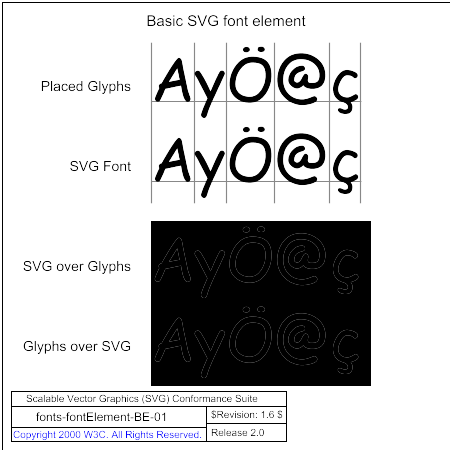 Basic SVG font element
Placed Glyphs
AyÖ@ç
SVG Font
AyÖ@ç
SVG over Glyphs
AyÖ@ç
Glyphs over SVG
AyÖ@ç
Scalable Vector Graphics (SVG) Conformance Suite
fonts-fontElement-BE-01
$Revision: 1.6 $
Copyright 2000 W3C. All Rights Reserved.
Release 2.0